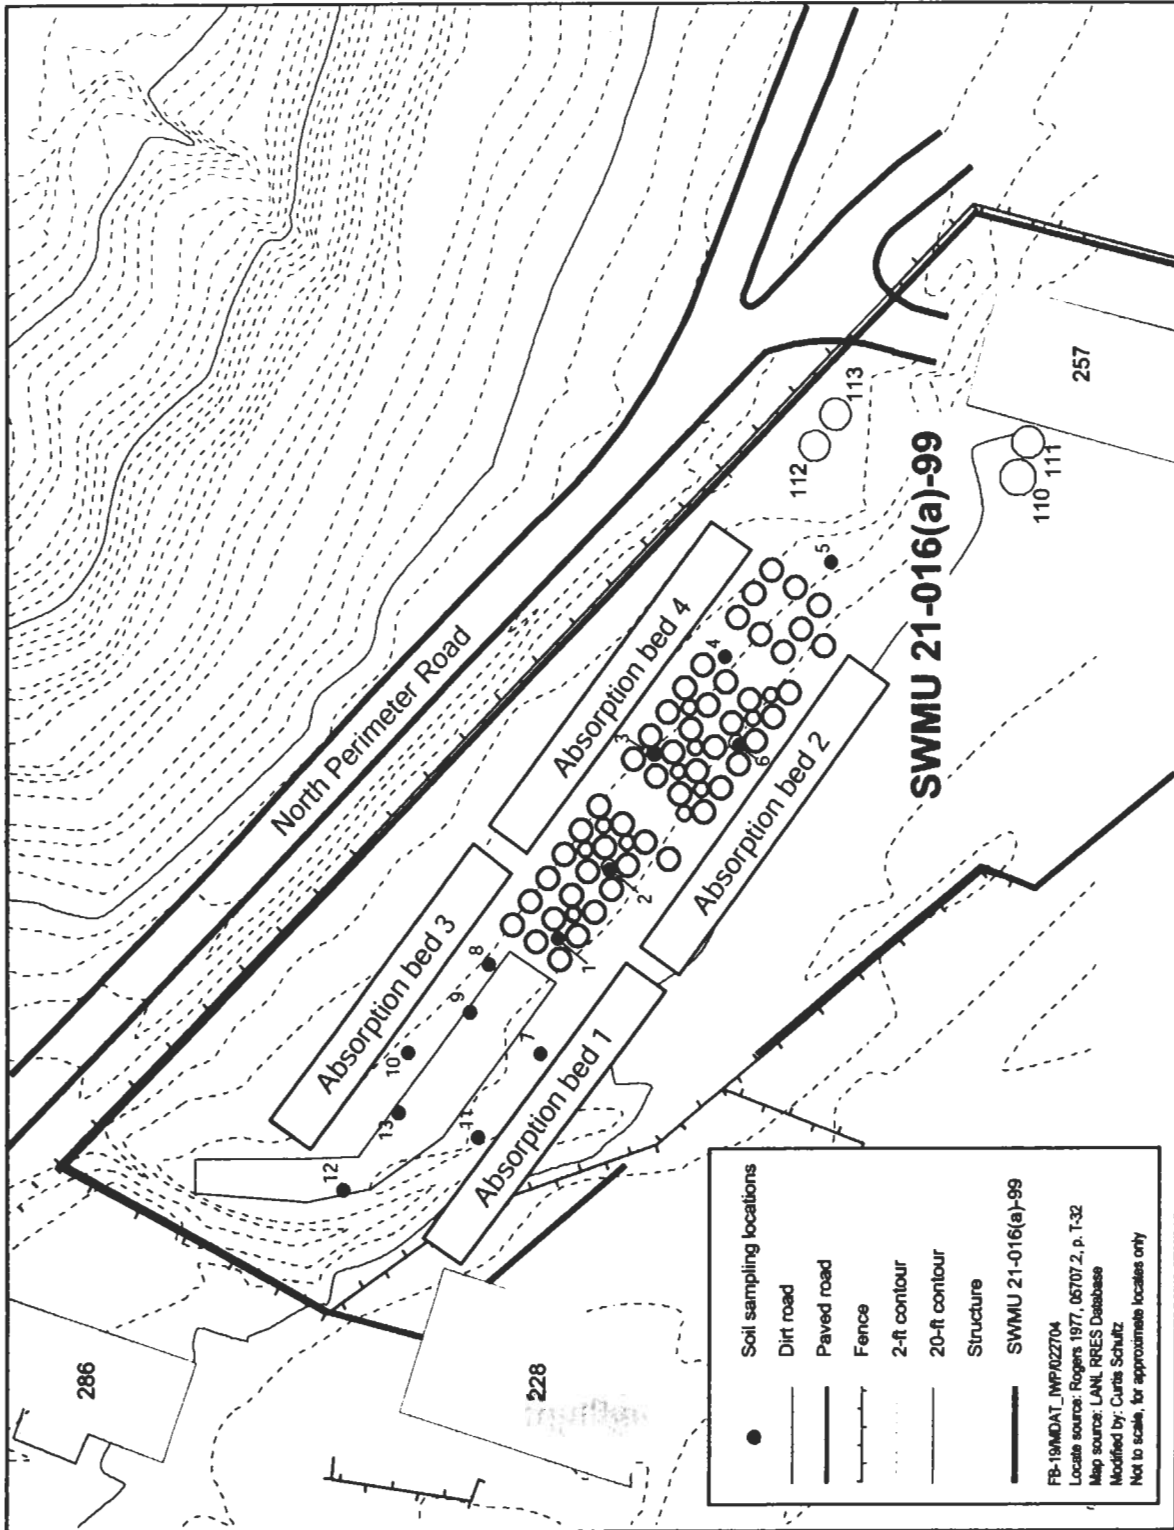 North Perimeter Road
286
228
257
Absorption bed 3
Absorption bed 4
Absorption bed 1
Absorption bed 2
12
13
10
9
8
11
7
1
2
3
4
5
6
112
113
110
111
SWMU 21-016(a)-99
Soil sampling locations
Dirt road
Paved road
Fence
2-ft contour
20-ft contour
Structure
SWMU 21-016(a)-99
FB-19/MDAT_IWP/022704
Locate source: Rogers 1977, 05707.2, p. T-32
Map source: LANL RRES Database
Modified by: Curtis Schultz
Not to scale, for approximate locates only